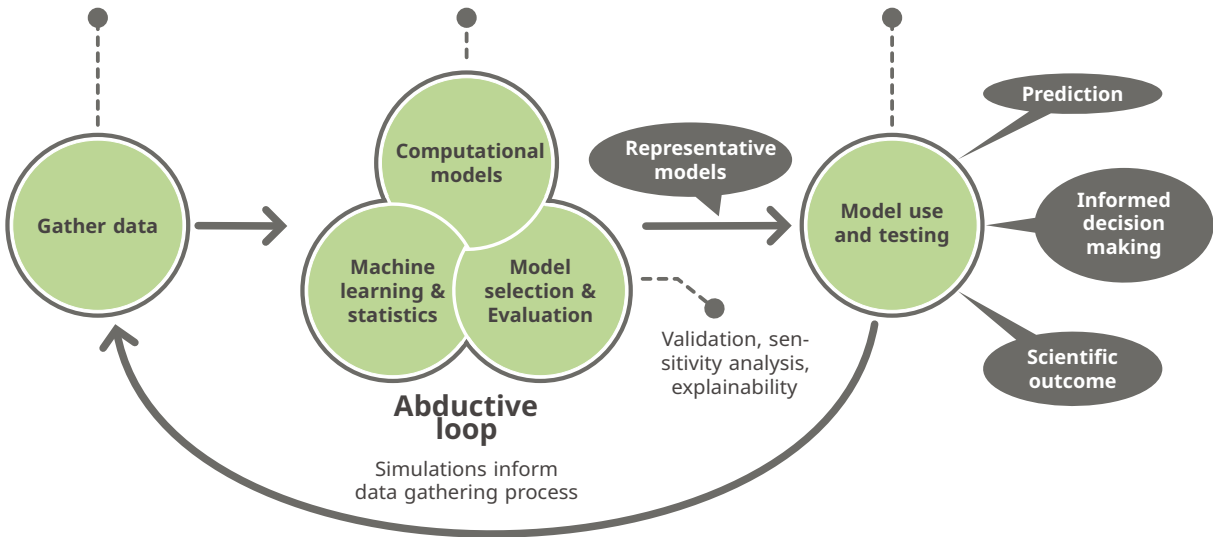 Gather data
Computational
models
Machine
learning &
statistics
Model
selection &
Evaluation
Abductive
loop
Simulations inform
data gathering process
Representative
models
Validation, sen-
sitivity analysis,
explainability
Model use
and testing
Prediction
Informed
decision
making
Scientific
outcome